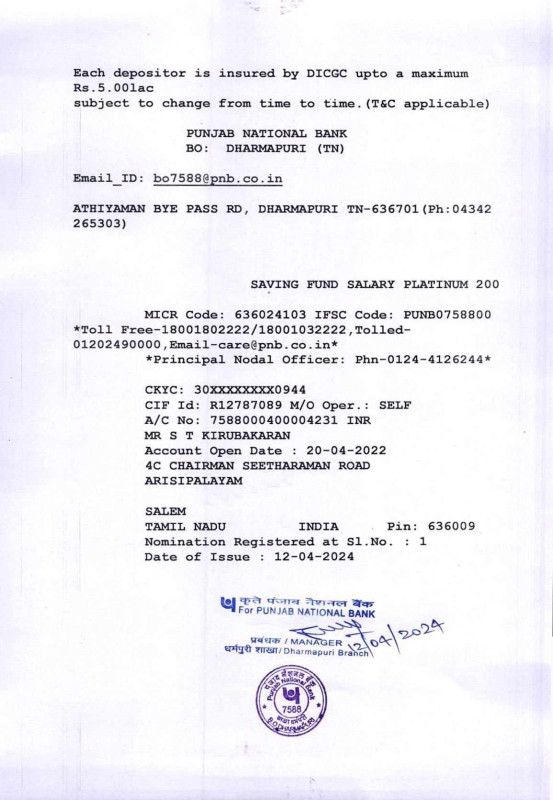 Each depositor is insured by DICGC upto a maximum
Rs.5.00lac
subject to change from time to time.(T&C applicable)
PUNJAB NATIONAL BANK
BO: DHARMAPURI (TN)
Email_ID: bo7588@pnb.co.in
ATHIYAMAN BYE PASS RD, DHARMAPURI TN-636701(Ph:04342
265303)
SAVING FUND SALARY PLATINUM 200
MICR Code: 636024103 IFSC Code: PUNB0758800
*Toll Free-18001802222/18001032222,Tolled-
01202490000,Email-care@pnb.co.in*
*Principal Nodal Officer: Phn-0124-4126244*
CKYC: 30XXXXXXXX0944
CIF Id: R12787089 M/O Oper.: SELF
A/C No: 7588000400004231 INR
MR S T KIRUBAKARAN
Account Open Date : 20-04-2022
4C CHAIRMAN SEETHARAMAN ROAD
ARISIPALAYAM
SALEM
TAMIL NADU INDIA Pin: 636009
Nomination Registered at Sl.No. : 1
Date of Issue : 12-04-2024
कृते पंजाब नैशनल बैंक
For PUNJAB NATIONAL BANK
प्रबंधक / MANAGER 12/04/2024
धर्मपुरी शाखा/ Dharmapuri Branch
पंजाब नैशनल बैंक
Punjab National Bank
7588
B.O.DHARMAPURI